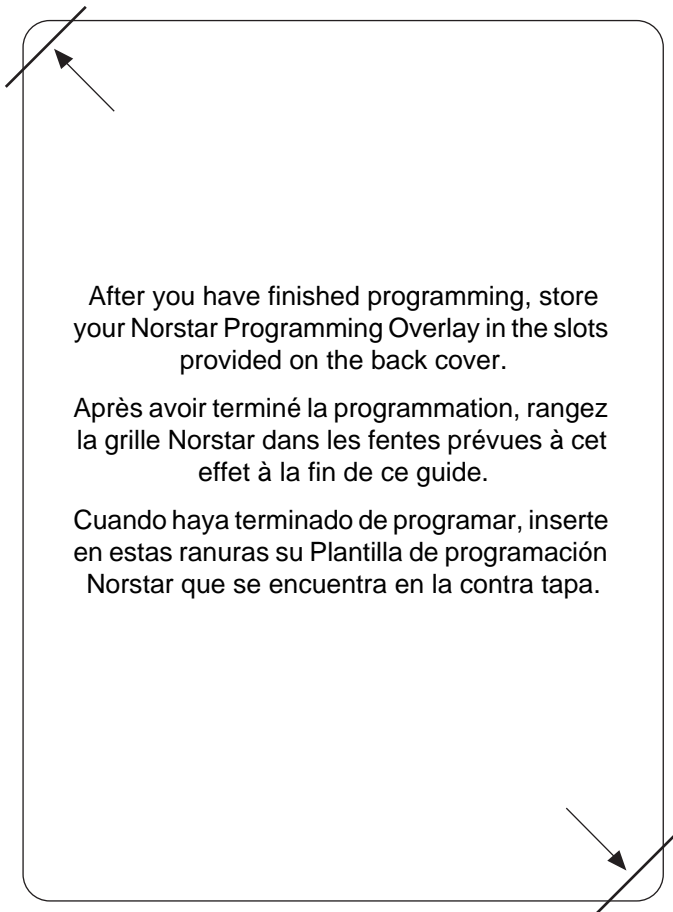 After you have finished programming, store
your Norstar Programming Overlay in the slots
provided on the back cover.
Après avoir terminé la programmation, rangez
la grille Norstar dans les fentes prévues à cet
effet à la fin de ce guide.
Cuando haya terminado de programar, inserte
en estas ranuras su Plantilla de programación
Norstar que se encuentra en la contra tapa.